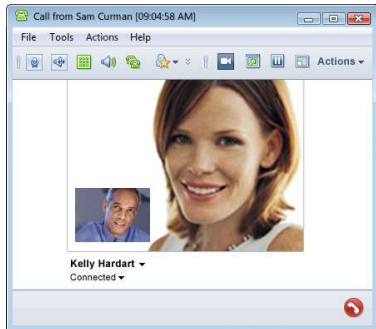 Call from Sam Curman [09:04:58 AM]
File Tools Actions Help
Actions
Kelly Hardart
Connected